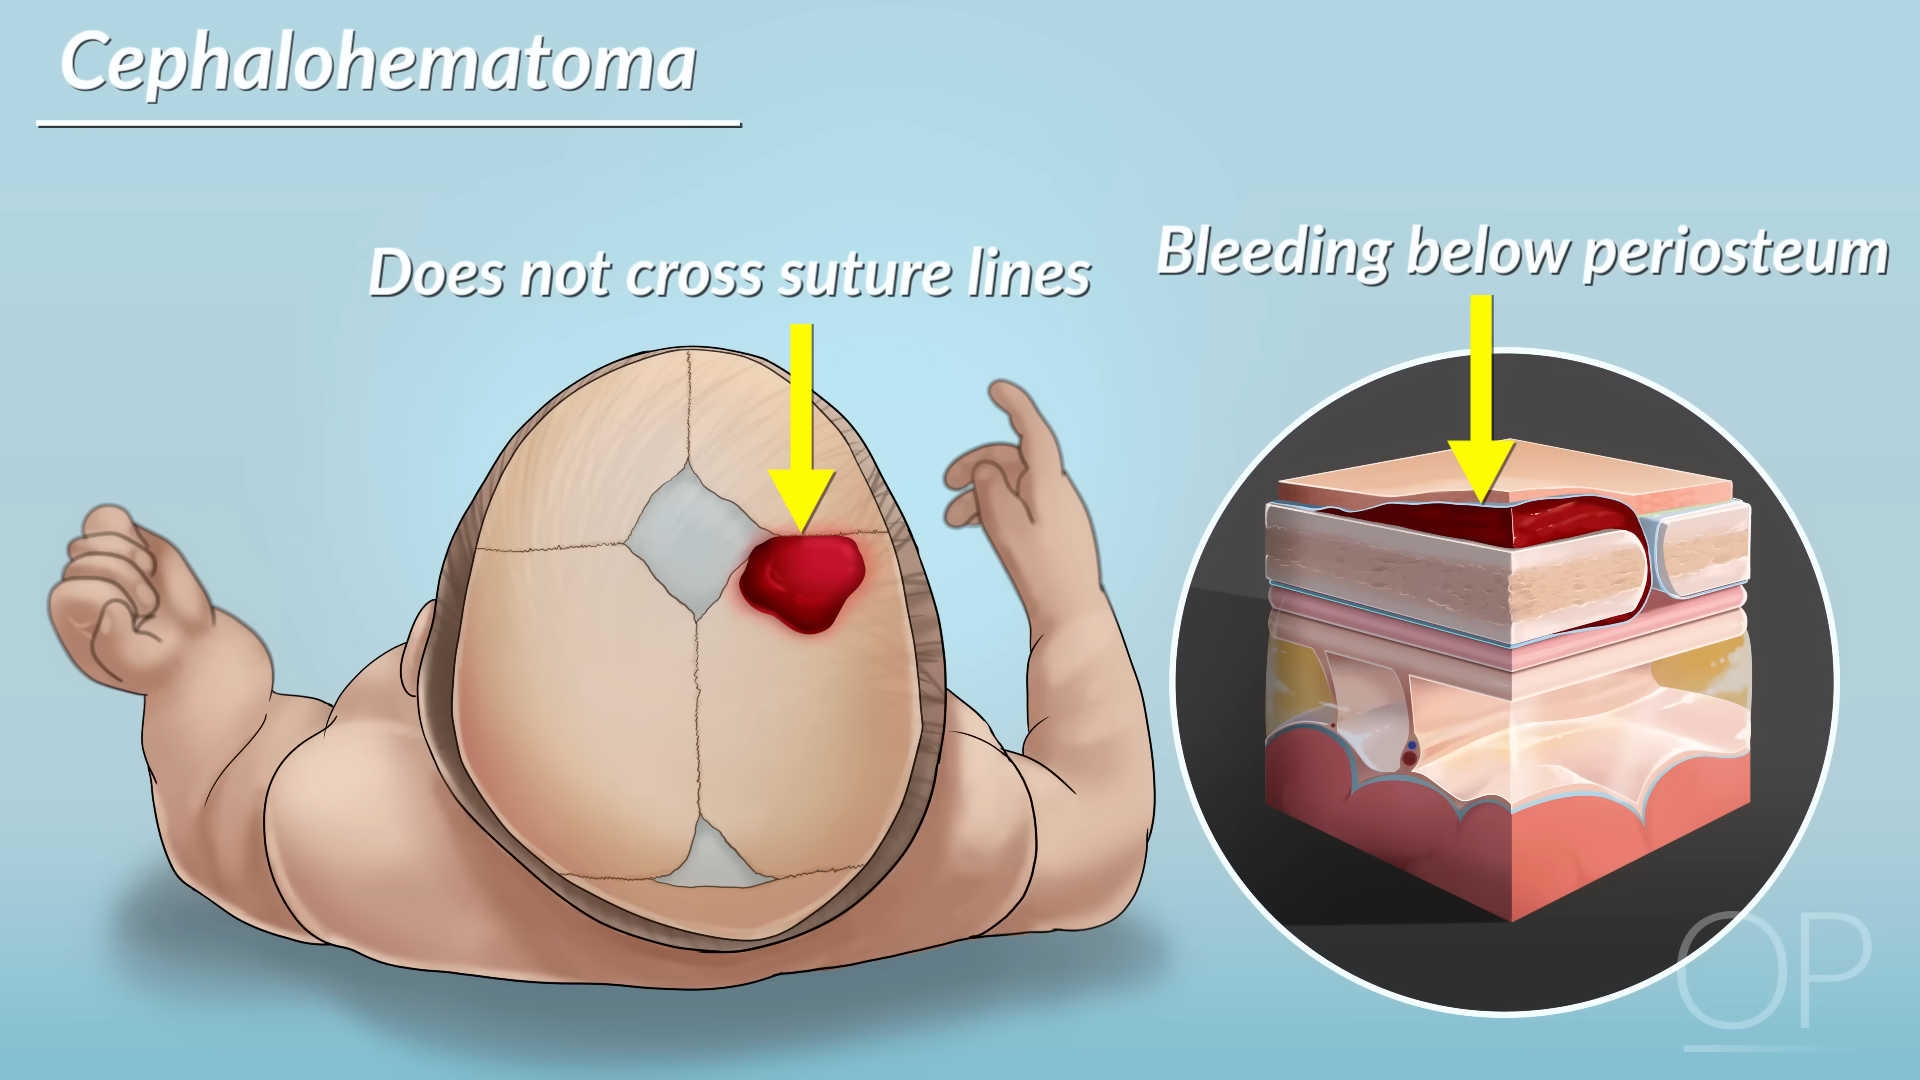 Cephalohematoma
Does not cross suture lines
Bleeding below periosteum
OP